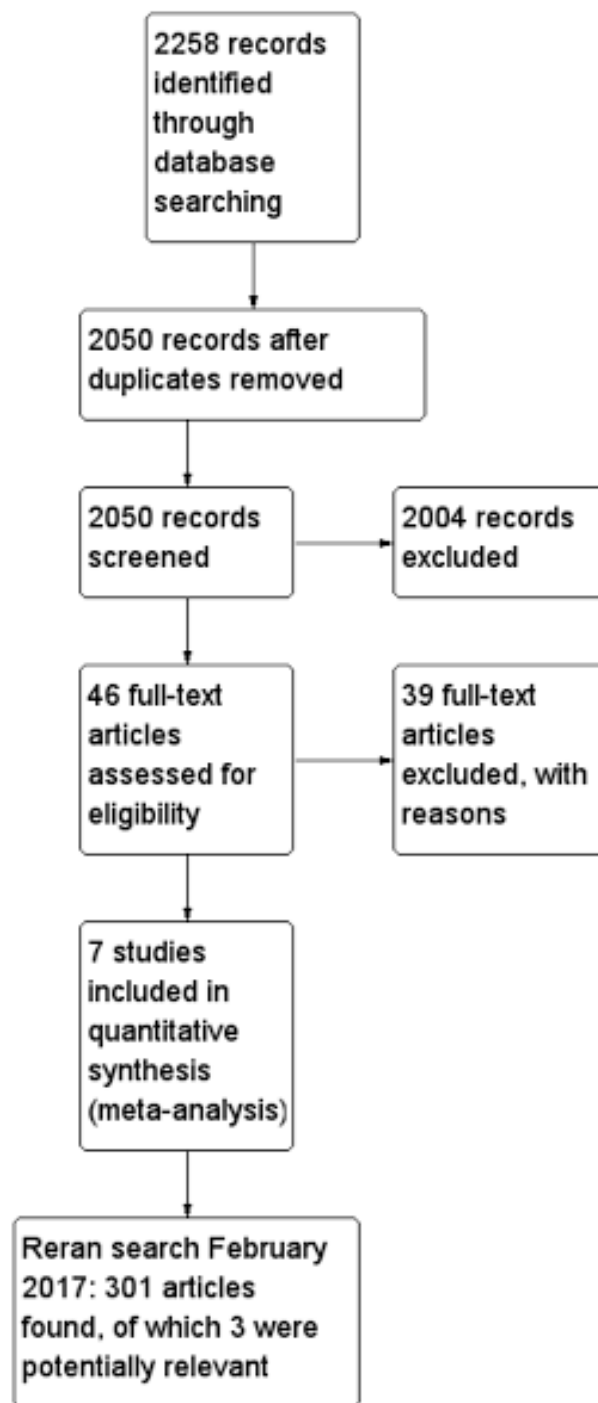 2258 records
identified
through
database
searching
2050 records after
duplicates removed
2050 records
screened
2004 records
excluded
46 full-text
articles
assessed for
eligibility
39 full-text
articles
excluded, with
reasons
7 studies
included in
quantitative
synthesis
(meta-analysis)
Reran search February
2017: 301 articles
found, of which 3 were
potentially relevant